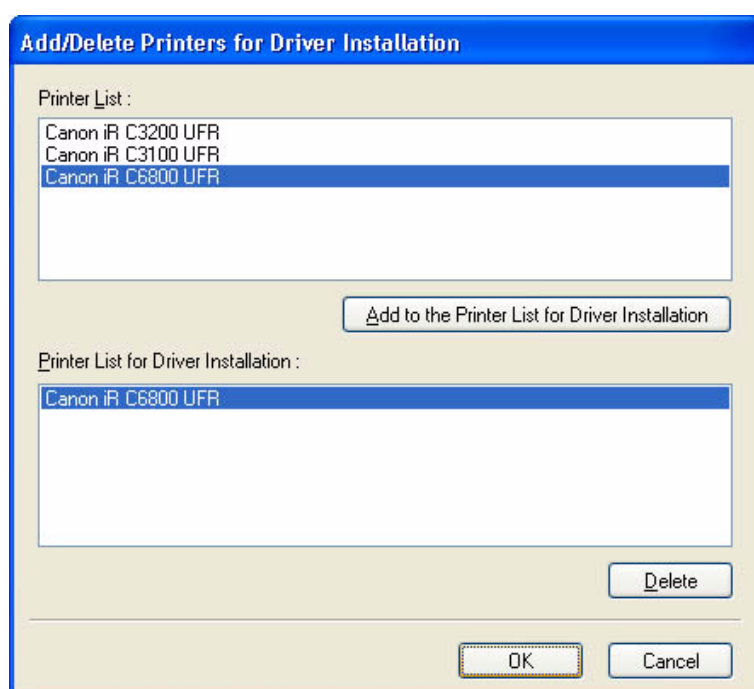 Add/Delete Printers for Driver Installation
Printer List :
Canon iR C3200 UFR
Canon iR C3100 UFR
Canon iR C6800 UFR
Add to the Printer List for Driver Installation
Printer List for Driver Installation :
Canon iR C6800 UFR
Delete
OK
Cancel